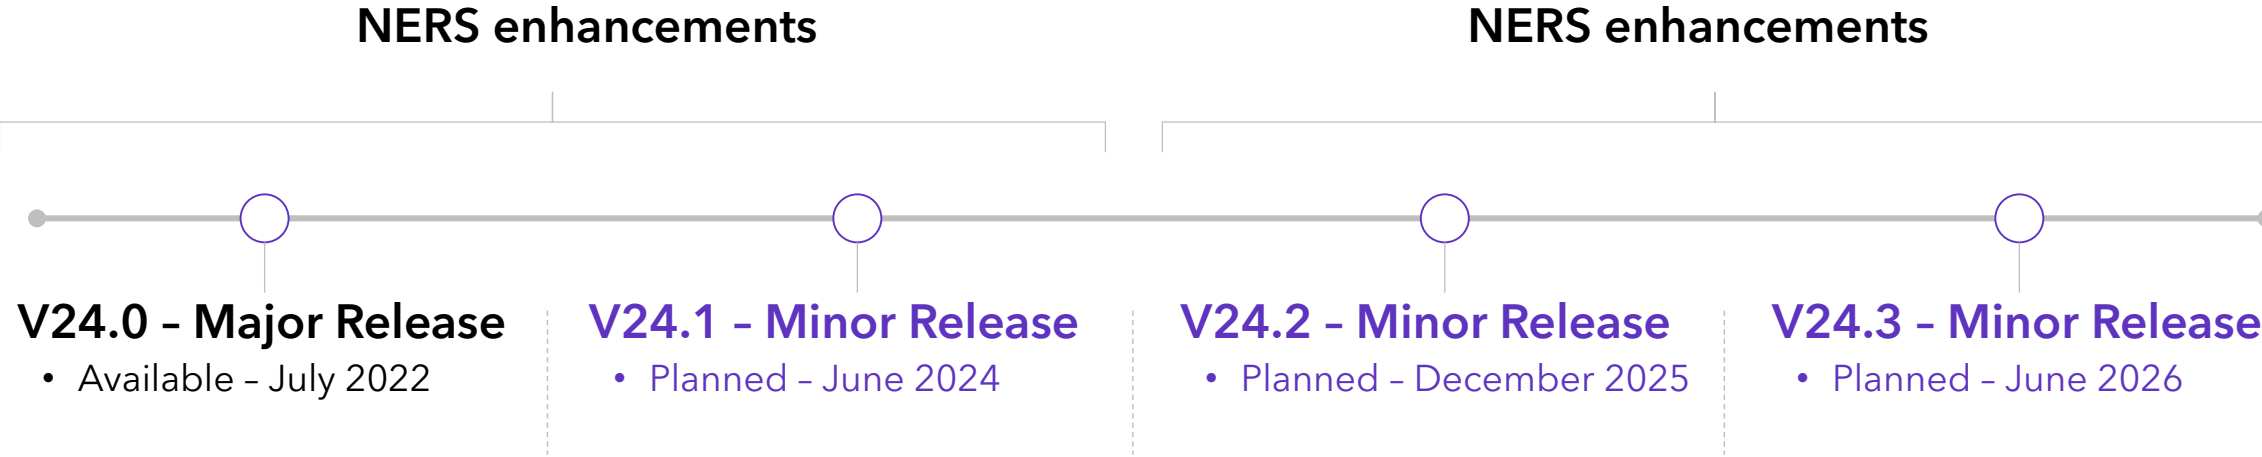 NERS enhancements
NERS enhancements
V24.0 – Major Release
• Available – July 2022
V24.1 – Minor Release
• Planned – June 2024
V24.2 – Minor Release
• Planned – December 2025
V24.3 – Minor Release
• Planned – June 2026